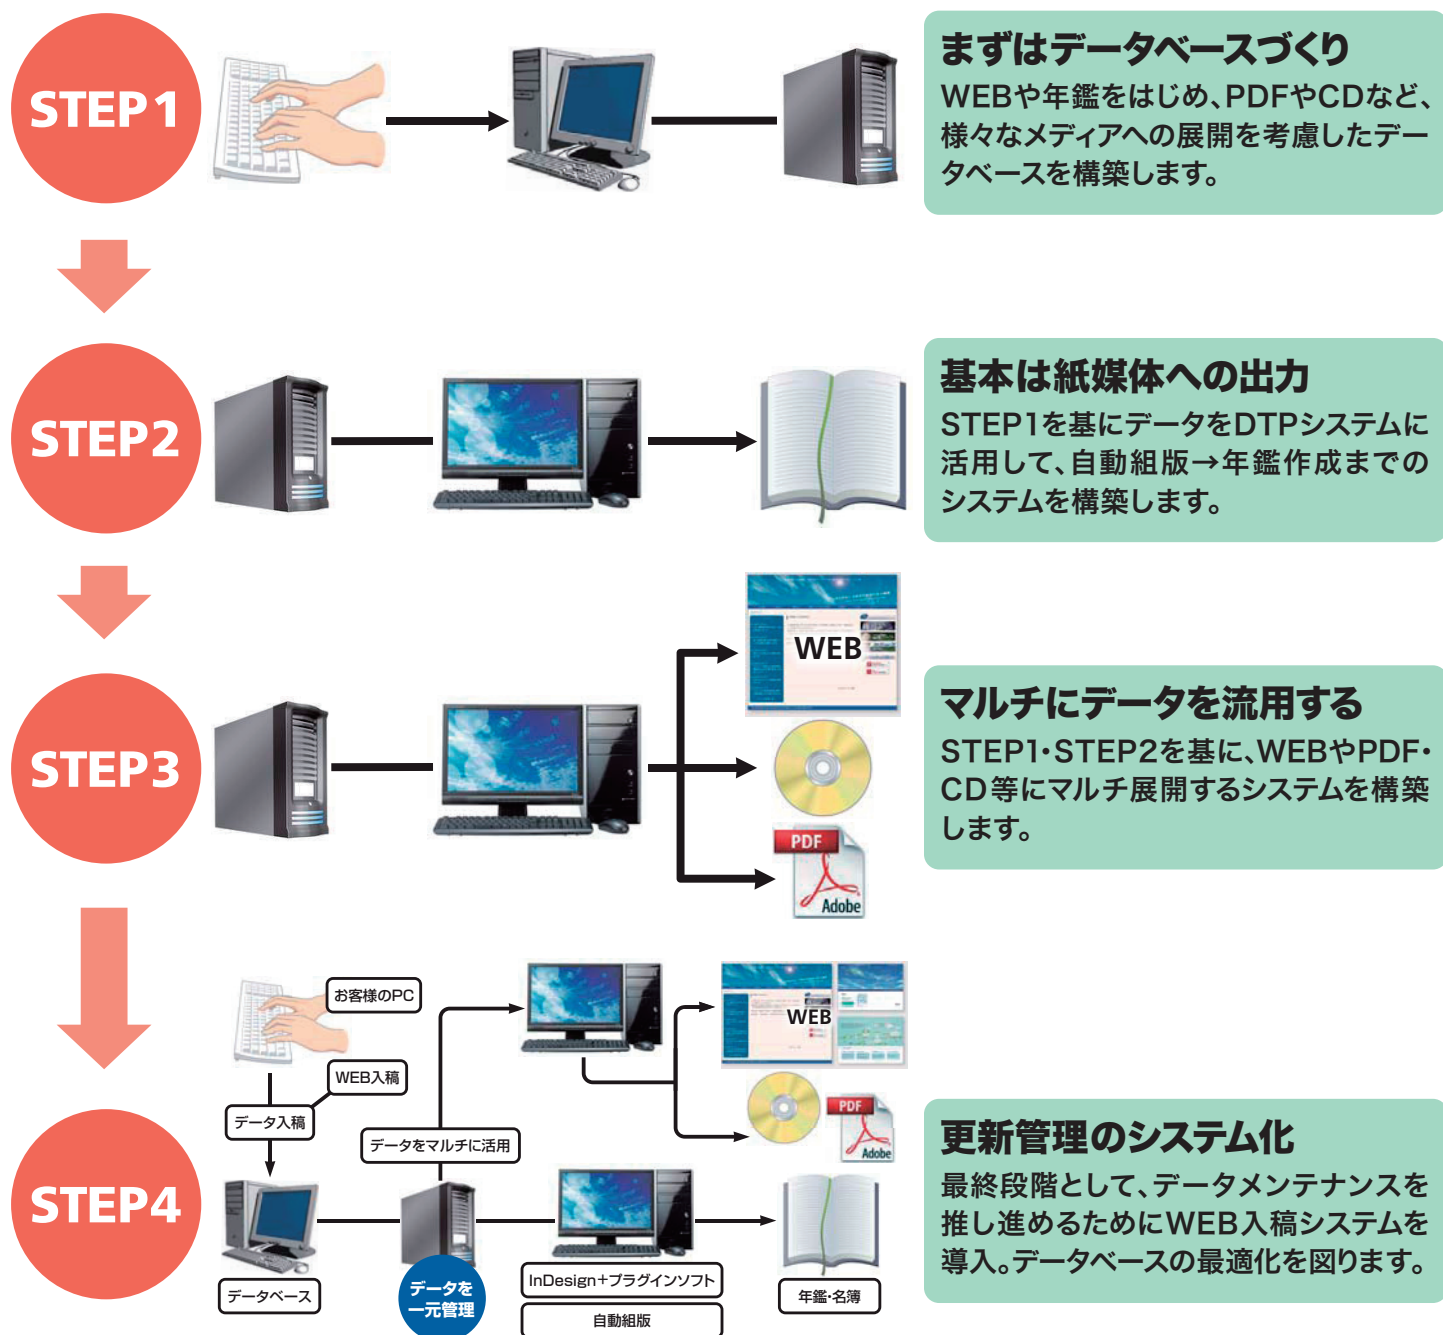 STEP1
まずはデータベースづくり
WEBや年鑑をはじめ、PDFやCDなど、
様々なメディアへの展開を考慮したデー
タベースを構築します。
STEP2
基本は紙媒体への出力
STEP1を基にデータをDTPシステムに
活用して、自動組版→年鑑作成までの
システムを構築します。
STEP3
WEB
PDF
Adobe
マルチにデータを流用する
STEP1・STEP2を基に、WEBやPDF・
CD等にマルチ展開するシステムを構築
します。
STEP4
お客様のPC
WEB入稿
データ入稿
データをマルチに活用
WEB
PDF
Adobe
データベース
データを
一元管理
InDesign+プラグインソフト
自動組版
年鑑・名簿
更新管理のシステム化
最終段階として、データメンテナンスを
推し進めるためにWEB入稿システムを
導入。データベースの最適化を図ります。